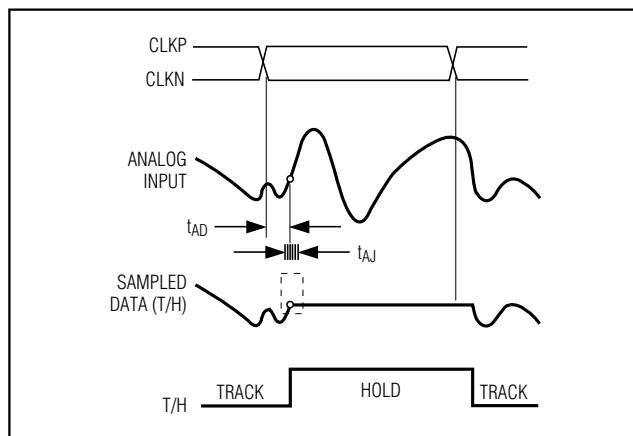 CLKP
CLKN
ANALOG
INPUT
tAD
tAJ
SAMPLED
DATA (T/H)
T/H
TRACK
HOLD
TRACK